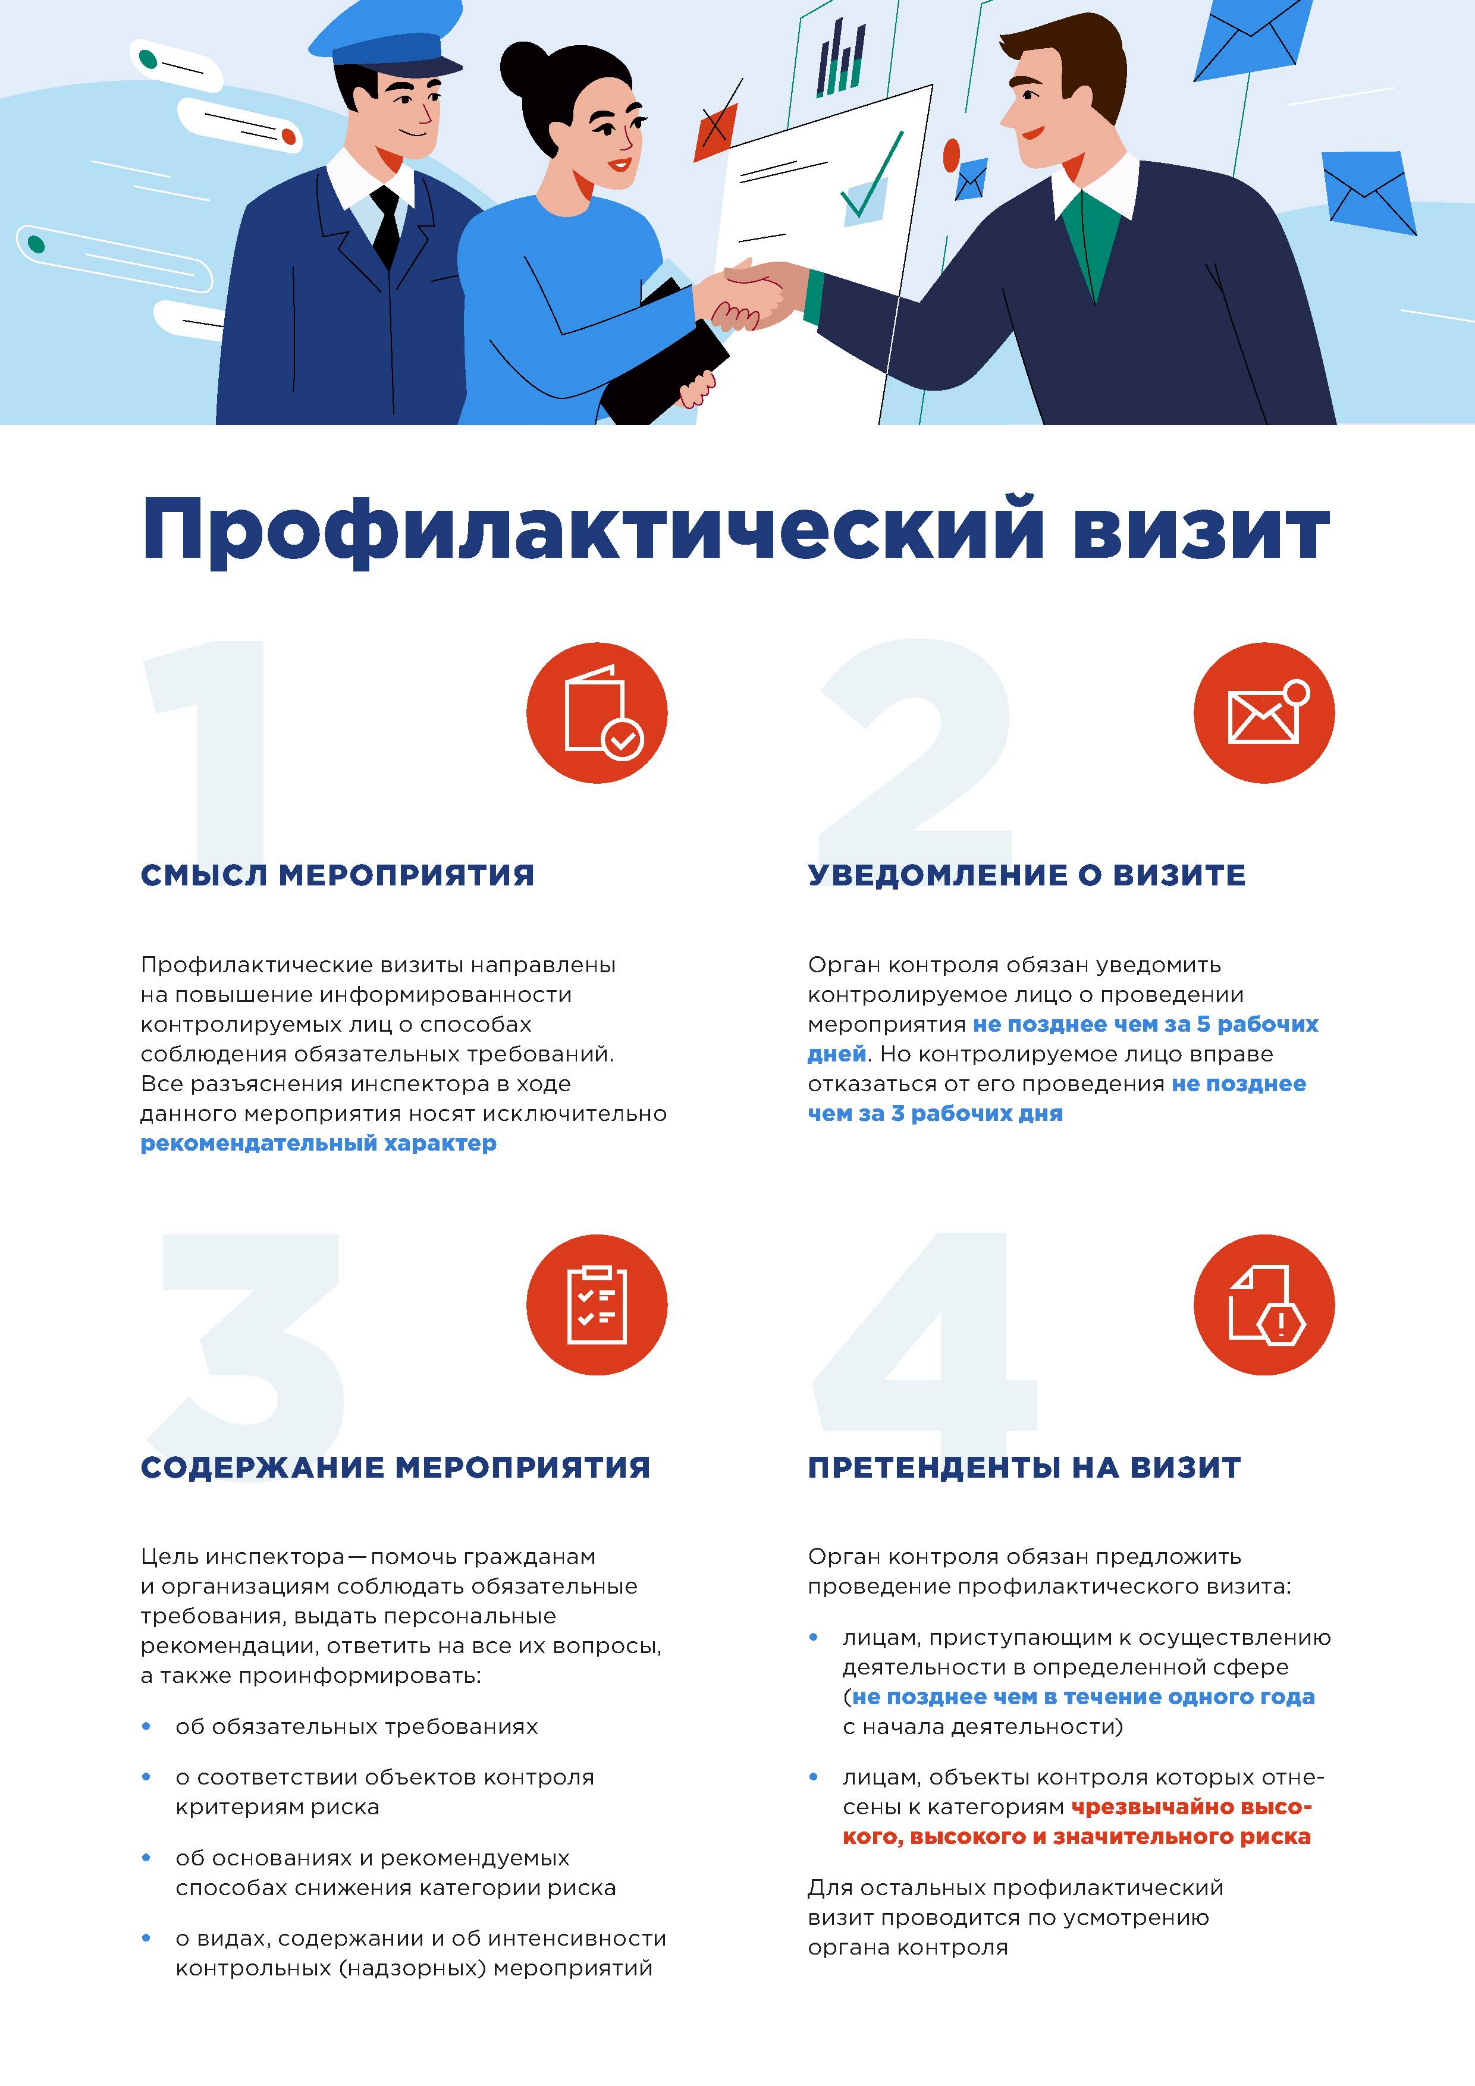 Профилактический визит
1
СМЫСЛ МЕРОПРИЯТИЯ
Профилактические визиты направлены
на повышение информированности
контролируемых лиц о способах
соблюдения обязательных требований.
Все разъяснения инспектора в ходе
данного мероприятия носят исключительно
рекомендательный характер
2
УВЕДОМЛЕНИЕ О ВИЗИТЕ
Орган контроля обязан уведомить
контролируемое лицо о проведении
мероприятия не позднее чем за 5 рабочих
дней. Но контролируемое лицо вправе
отказаться от его проведения не позднее
чем за 3 рабочих дня
3
СОДЕРЖАНИЕ МЕРОПРИЯТИЯ
Цель инспектора — помочь гражданам
и организациям соблюдать обязательные
требования, выдать персональные
рекомендации, ответить на все их вопросы,
а также проинформировать:
• об обязательных требованиях
• о соответствии объектов контроля
критериям риска
• об основаниях и рекомендуемых
способах снижения категории риска
• о видах, содержании и об интенсивности
контрольных (надзорных) мероприятий
4
ПРЕТЕНДЕНТЫ НА ВИЗИТ
Орган контроля обязан предложить
проведение профилактического визита:
• лицам, приступающим к осуществлению
деятельности в определенной сфере
(не позднее чем в течение одного года
с начала деятельности)
• лицам, объекты контроля которых отне-
сены к категориям чрезвычайно высо-
кого, высокого и значительного риска
Для остальных профилактический
визит проводится по усмотрению
органа контроля